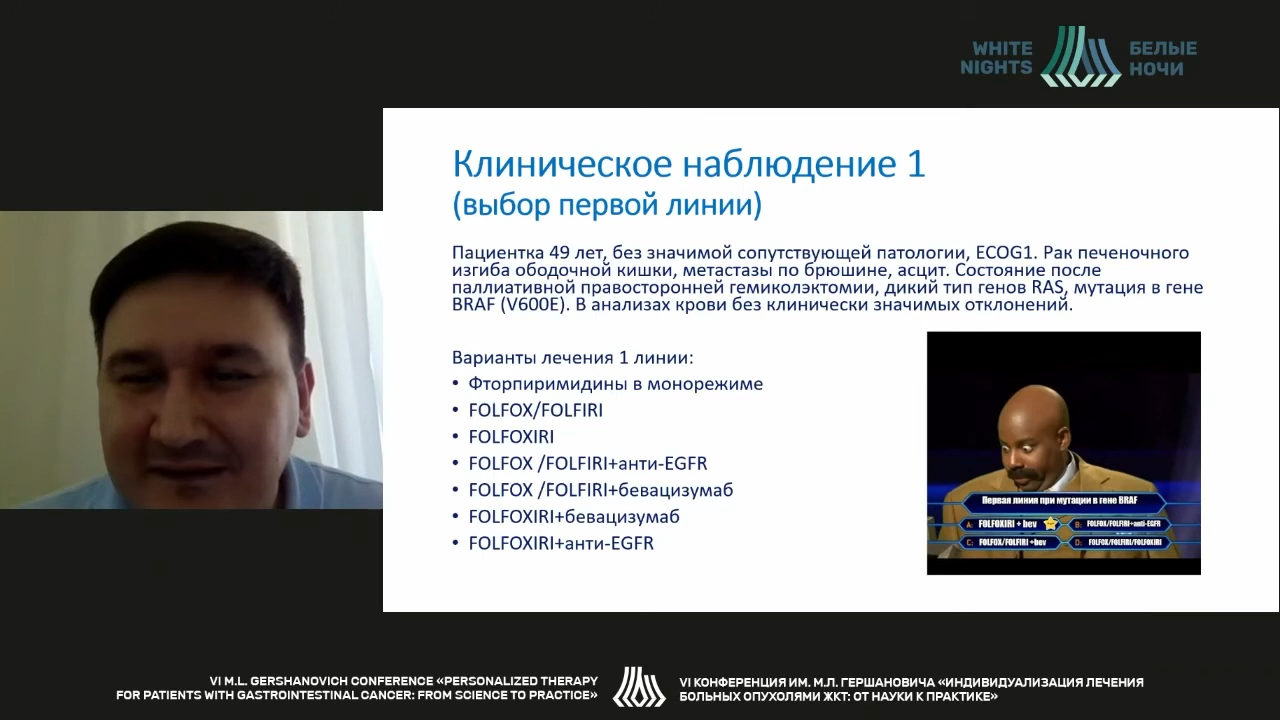 WHITE
NIGHTS
БЕЛЫЕ
НОЧИ
Клиническое наблюдение 1
(выбор первой линии)
Пациентка 49 лет, без значимой сопутствующей патологии, ECOG1. Рак печеночного
изгиба ободочной кишки, метастазы по брюшине, асцит. Состояние после
паллиативной правосторонней гемиколэктомии, дикий тип генов RAS, мутация в гене
BRAF (V600E). В анализах крови без клинически значимых отклонений.
Варианты лечения 1 линии:
• Фторпиримидины в монорежиме
• FOLFOX/FOLFIRI
• FOLFOXIRI
• FOLFOX /FOLFIRI+анти-EGFR
• FOLFOX /FOLFIRI+бевацизумаб
• FOLFOXIRI+бевацизумаб
• FOLFOXIRI+анти-EGFR
Первая линия при мутации в гене BRAF
A: FOLFOXIRI + bev
B: FOLFOX/FOLFIRI+anti-EGFR
C: FOLFOX/FOLFIRI +bev
D: FOLFOX/FOLFIRI/FOLFOXIRI
VI M.L. GERSHANOVICH CONFERENCE «PERSONALIZED THERAPY
FOR PATIENTS WITH GASTROINTESTINAL CANCER: FROM SCIENCE TO PRACTICE»
VI КОНФЕРЕНЦИЯ ИМ. М.Л. ГЕРШАНОВИЧА «ИНДИВИДУАЛИЗАЦИЯ ЛЕЧЕНИЯ
БОЛЬНЫХ ОПУХОЛЯМИ ЖКТ: ОТ НАУКИ К ПРАКТИКЕ»